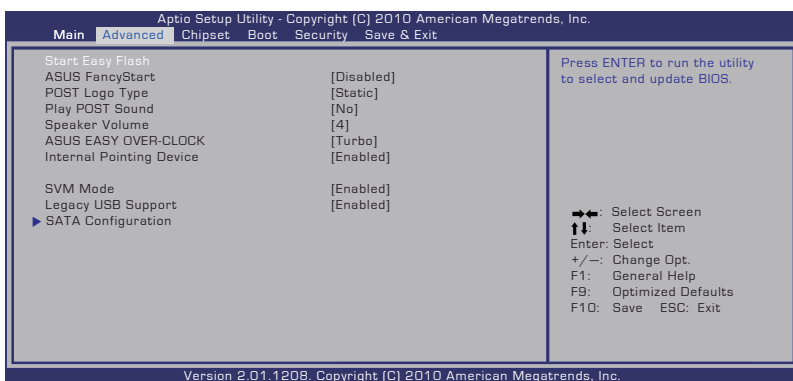 Aptio Setup Utility - Copyright (C) 2010 American Megatrends, Inc.
Main Advanced Chipset Boot Security Save & Exit
Start Easy Flash
ASUS FancyStart [Disabled]
POST Logo Type [Static]
Play POST Sound [No]
Speaker Volume [4]
ASUS EASY OVER-CLOCK [Turbo]
Internal Pointing Device [Enabled]
SVM Mode [Enabled]
Legacy USB Support [Enabled]
SATA Configuration
Press ENTER to run the utility
to select and update BIOS.
→←: Select Screen
↑↓: Select Item
Enter: Select
+/—: Change Opt.
F1: General Help
F9: Optimized Defaults
F10: Save ESC: Exit
Version 2.01.1208. Copyright (C) 2010 American Megatrends, Inc.